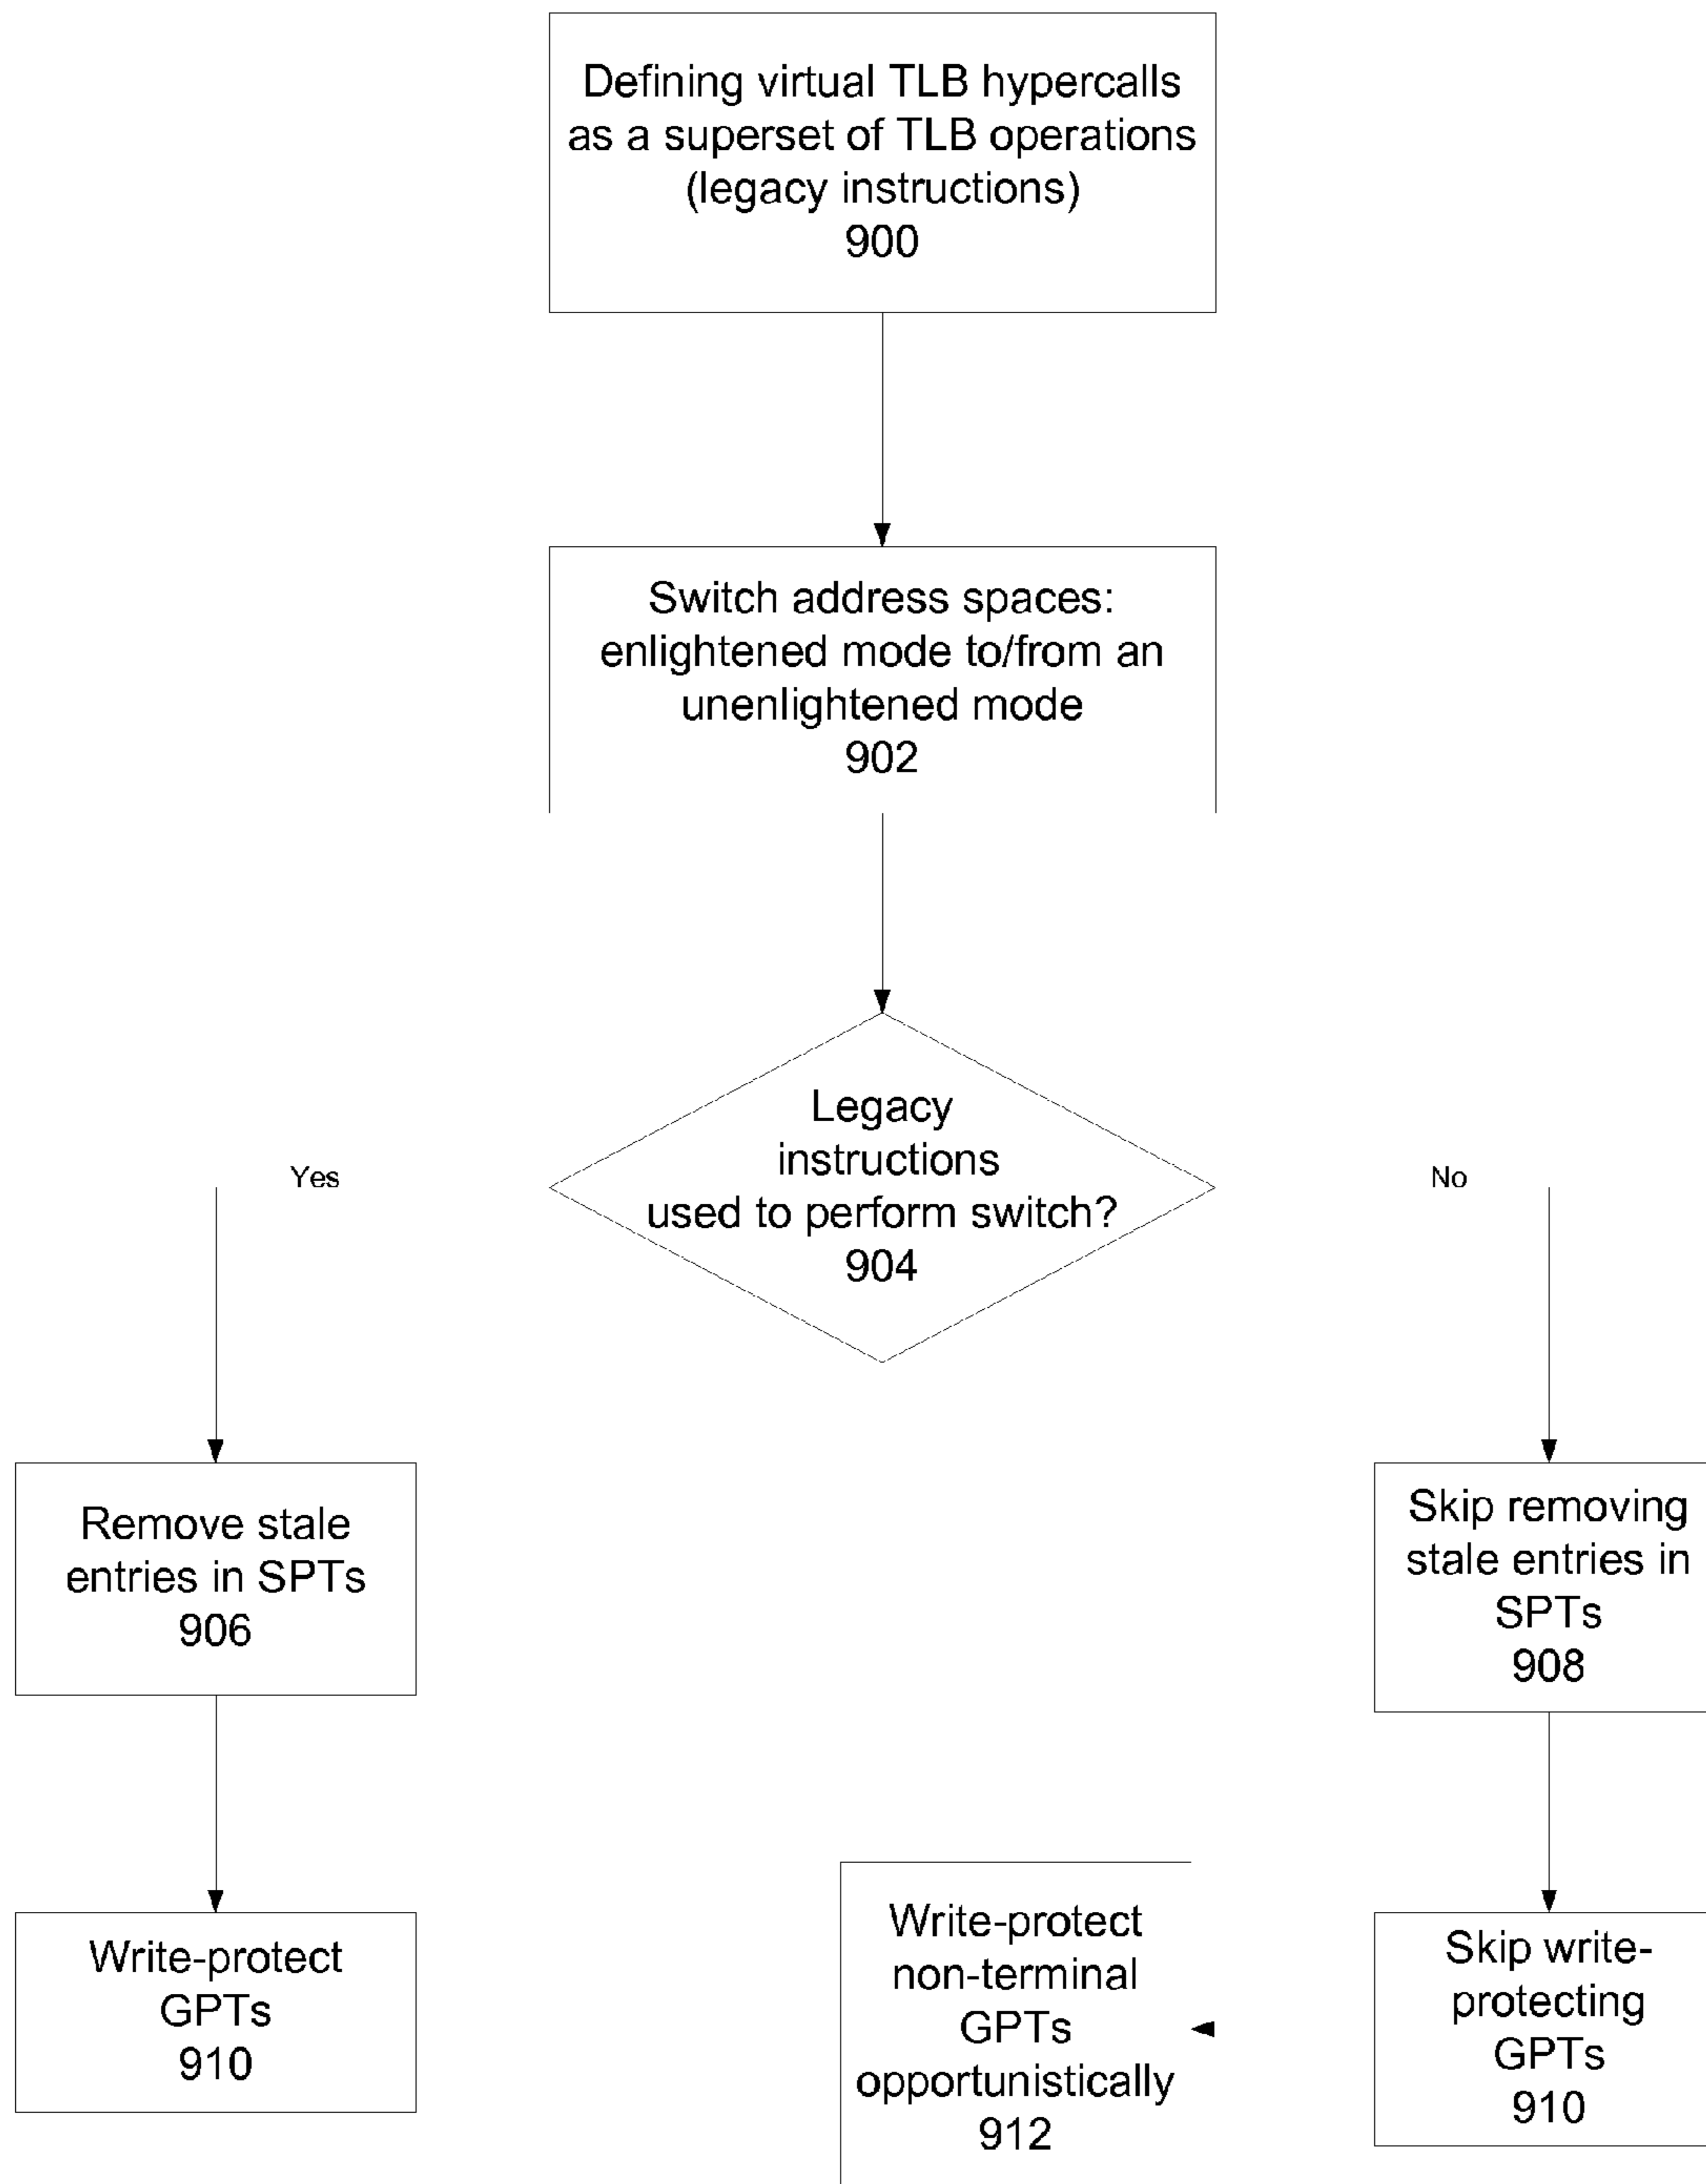 Defining virtual TLB hypercalls
as a superset of TLB operations
(legacy instructions)
900
Switch address spaces:
enlightened mode to/from an
unenlightened mode
902
Legacy
instructions
used to perform switch?
904
Yes
No
Remove stale
entries in SPTs
906
Skip removing
stale entries in
SPTs
908
Write-protect
GPTs
910
Write-protect
non-terminal
GPTs
opportunistically
912
Skip write-
protecting
GPTs
910